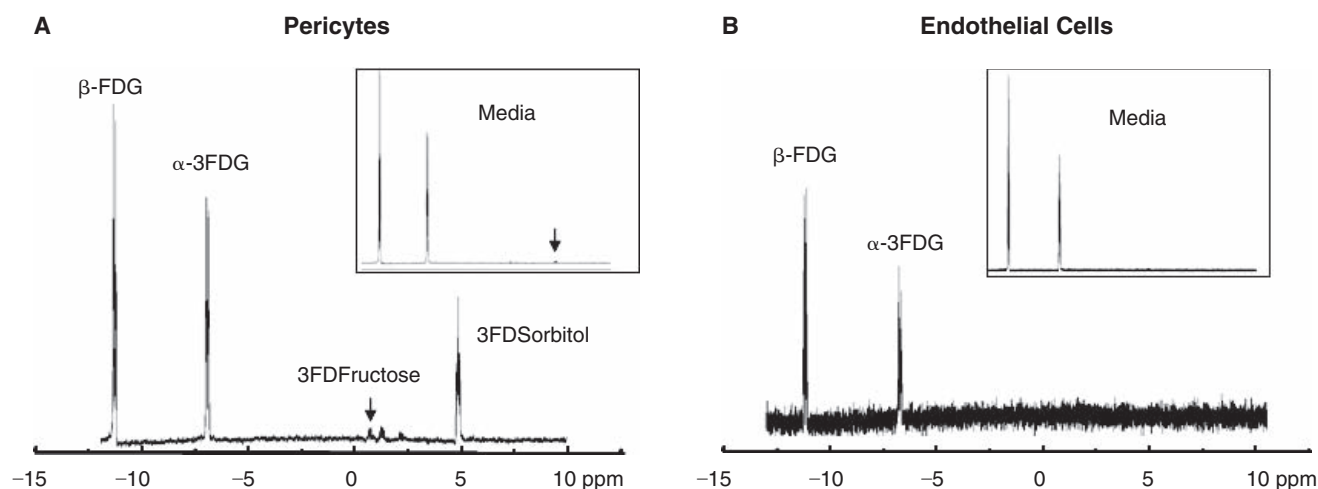 A
Pericytes
β-FDG
α-3FDG
Media
3FDFructose
3FDSorbitol
−15
−10
−5
0
5
10 ppm
B
Endothelial Cells
β-FDG
α-3FDG
Media
−15
−10
−5
0
5
10 ppm